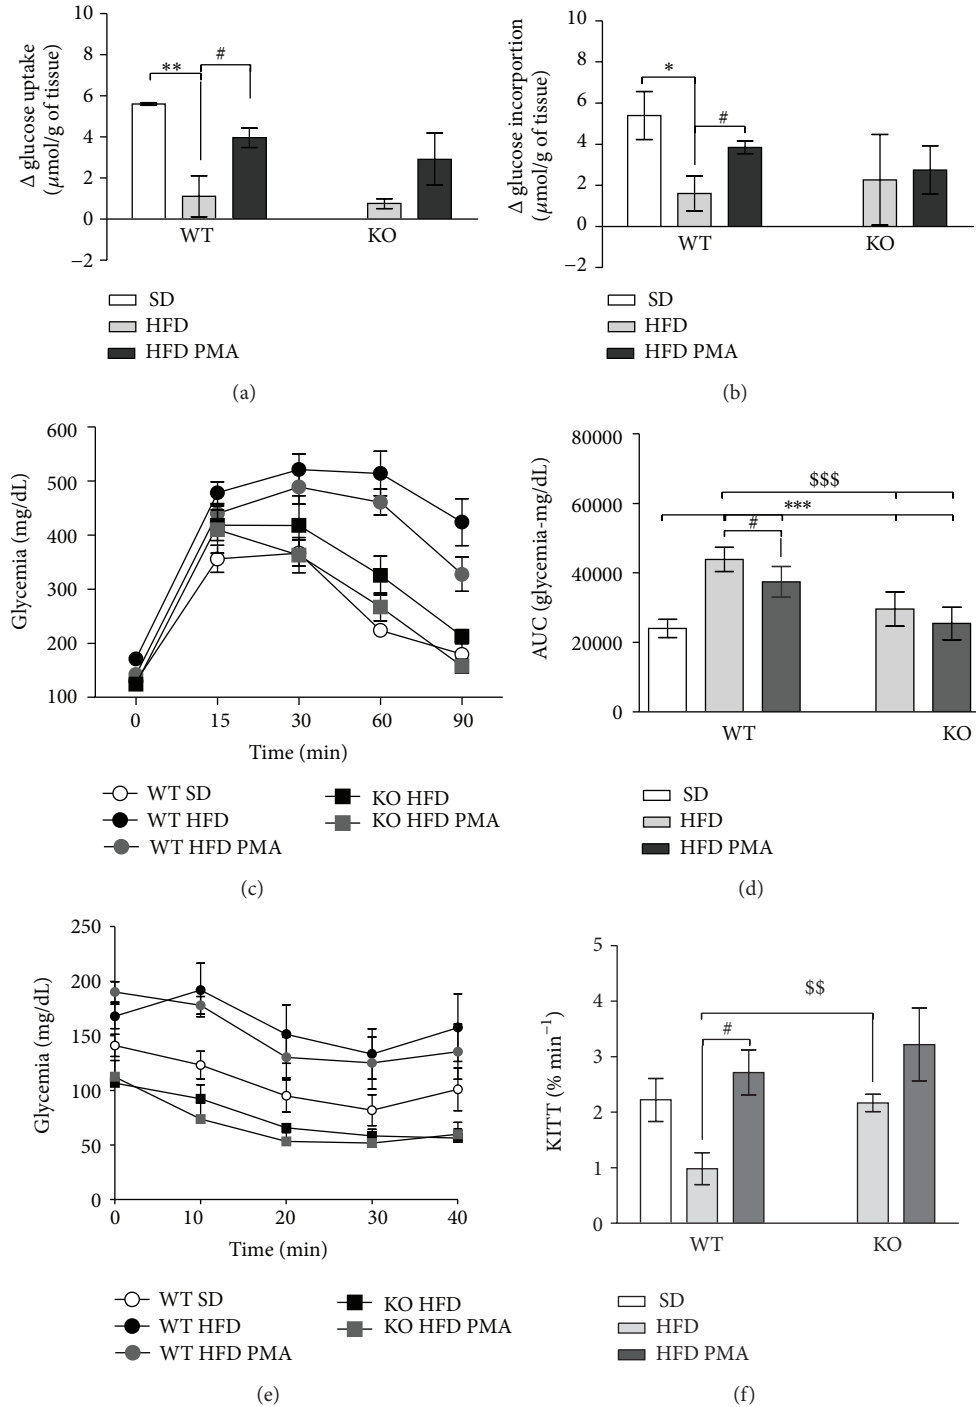 Δ glucose uptake
(μmol/g of tissue)
10
8
6
4
2
0
−2
**
#
WT
KO
SD
HFD
HFD PMA
(a)
Δ glucose incorportion
(μmol/g of tissue)
10
8
6
4
2
0
−2
*
#
WT
KO
SD
HFD
HFD PMA
(b)
Glycemia (mg/dL)
600
500
400
300
200
100
0
15
30
60
90
Time (min)
WT SD
WT HFD
WT HFD PMA
KO HFD
KO HFD PMA
(c)
AUC (glycemia-mg/dL)
80000
60000
40000
20000
0
$$$
***
#
WT
KO
SD
HFD
HFD PMA
(d)
Glycemia (mg/dL)
250
200
150
100
50
0
0
10
20
30
40
Time (min)
WT SD
WT HFD
WT HFD PMA
KO HFD
KO HFD PMA
(e)
KITT (% min⁻¹)
5
4
3
2
1
0
$$
#
WT
KO
SD
HFD
HFD PMA
(f)